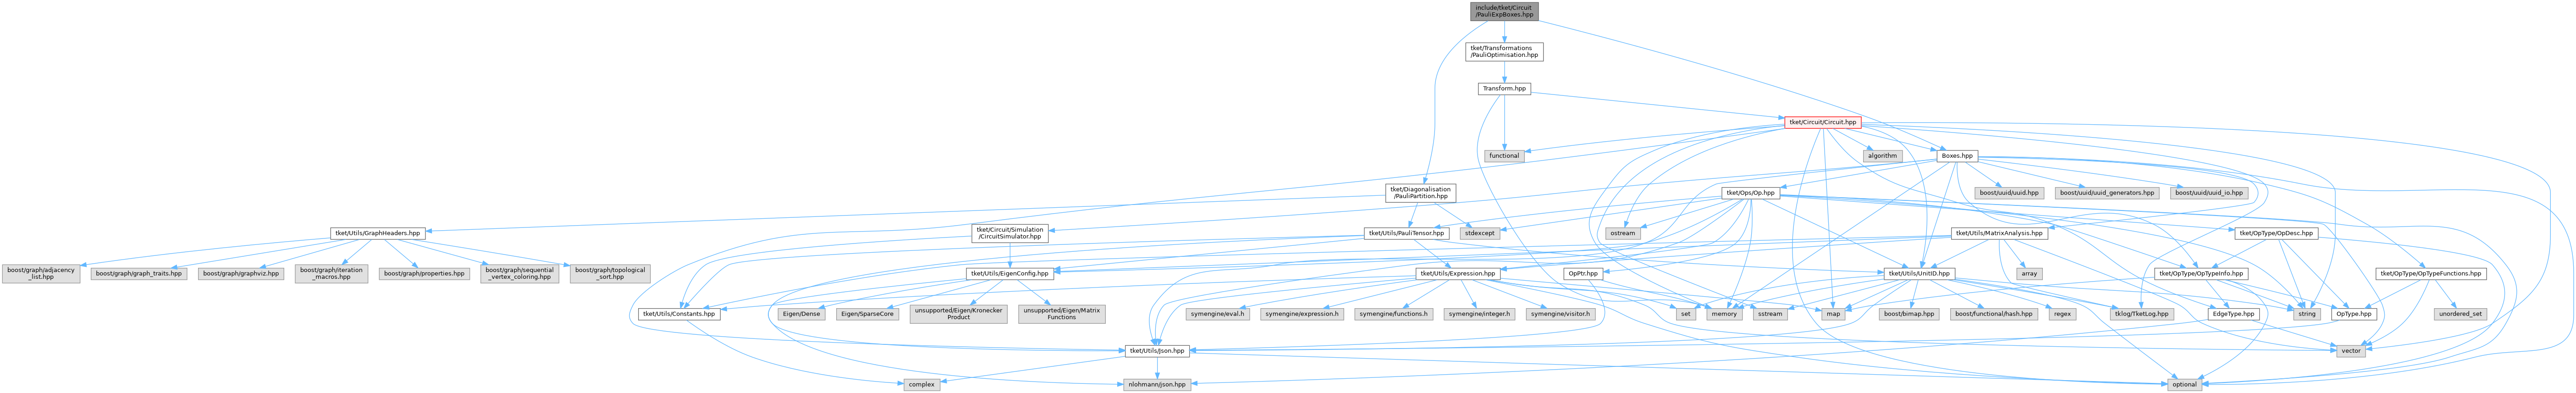 include/tket/Circuit
/PauliExpBoxes.hpp
tket/Transformations
/PauliOptimisation.hpp
Transform.hpp
tket/Circuit/Circuit.hpp
functional
algorithm
Boxes.hpp
tket/Diagonalisation
/PauliPartition.hpp
tket/Ops/Op.hpp
boost/uuid/uuid.hpp
boost/uuid/uuid_generators.hpp
boost/uuid/uuid_io.hpp
tket/Utils/GraphHeaders.hpp
tket/Circuit/Simulation
/CircuitSimulator.hpp
tket/Utils/PauliTensor.hpp
stdexcept
ostream
tket/Utils/MatrixAnalysis.hpp
tket/OpType/OpDesc.hpp
boost/graph/adjacency
_list.hpp
boost/graph/graph_traits.hpp
boost/graph/graphviz.hpp
boost/graph/iteration
_macros.hpp
boost/graph/properties.hpp
boost/graph/sequential
_vertex_coloring.hpp
boost/graph/topological
_sort.hpp
tket/Utils/EigenConfig.hpp
tket/Utils/Expression.hpp
OpPtr.hpp
tket/Utils/UnitID.hpp
array
tket/OpType/OpTypeInfo.hpp
tket/OpType/OpTypeFunctions.hpp
tket/Utils/Constants.hpp
Eigen/Dense
Eigen/SparseCore
unsupported/Eigen/Kronecker
Product
unsupported/Eigen/Matrix
Functions
symengine/eval.h
symengine/expression.h
symengine/functions.h
symengine/integer.h
symengine/visitor.h
set
memory
sstream
map
boost/bimap.hpp
boost/functional/hash.hpp
regex
tklog/TketLog.hpp
EdgeType.hpp
string
OpType.hpp
unordered_set
tket/Utils/Json.hpp
vector
complex
nlohmann/json.hpp
optional